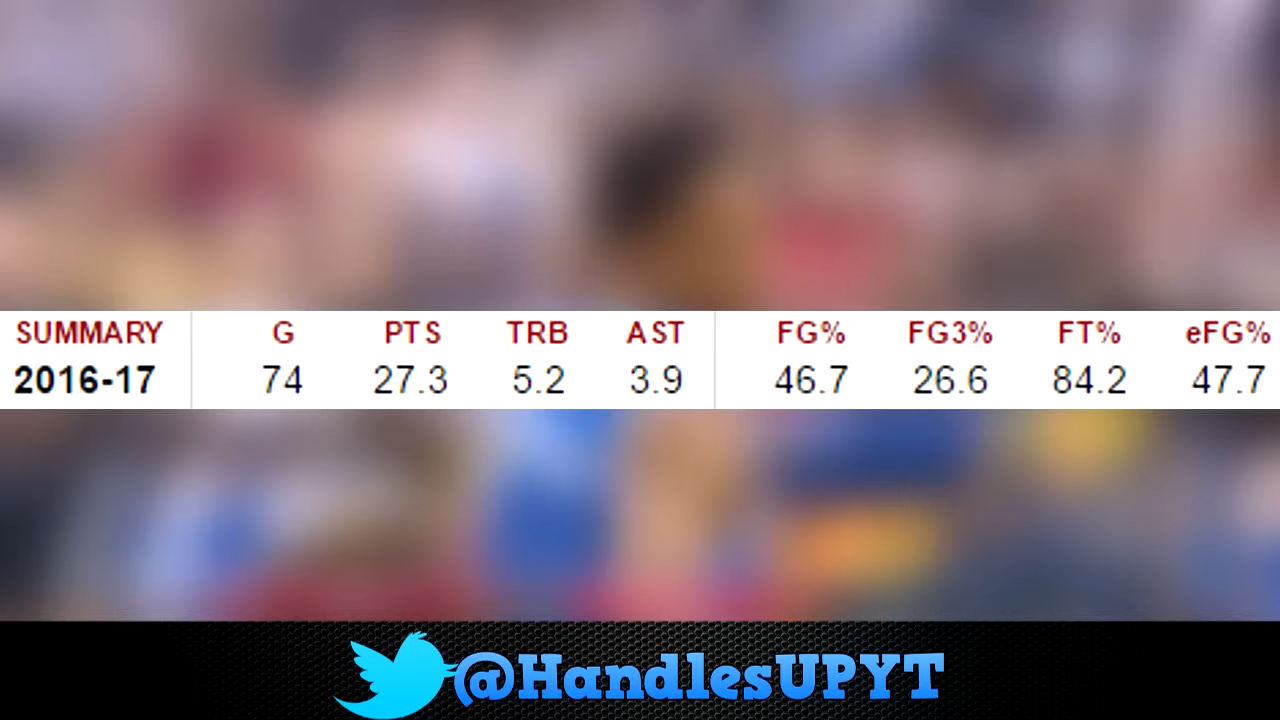 SUMMARY G PTS TRB AST FG% FG3% FT% eFG%
2016-17 74 27.3 5.2 3.9 46.7 26.6 84.2 47.7
@HandlesUPYT